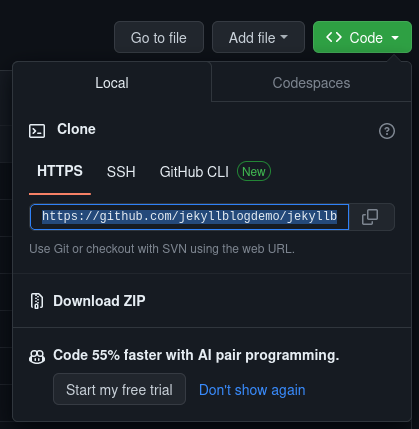 Go to file Add file Code
Local Codespaces
Clone
HTTPS SSH GitHub CLI New
https://github.com/jekyllblogdemo/jekyllb
Use Git or checkout with SVN using the web URL.
Download ZIP
Code 55% faster with AI pair programming.
Start my free trial Don't show again